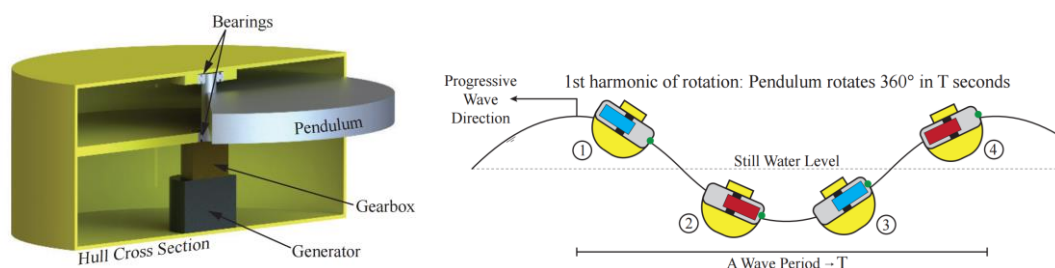 Bearings
Pendulum
Gearbox
Generator
Hull Cross Section
1st harmonic of rotation: Pendulum rotates 360° in T seconds
Progressive
Wave
Direction
Still Water Level
1
2
3
4
A Wave Period → T